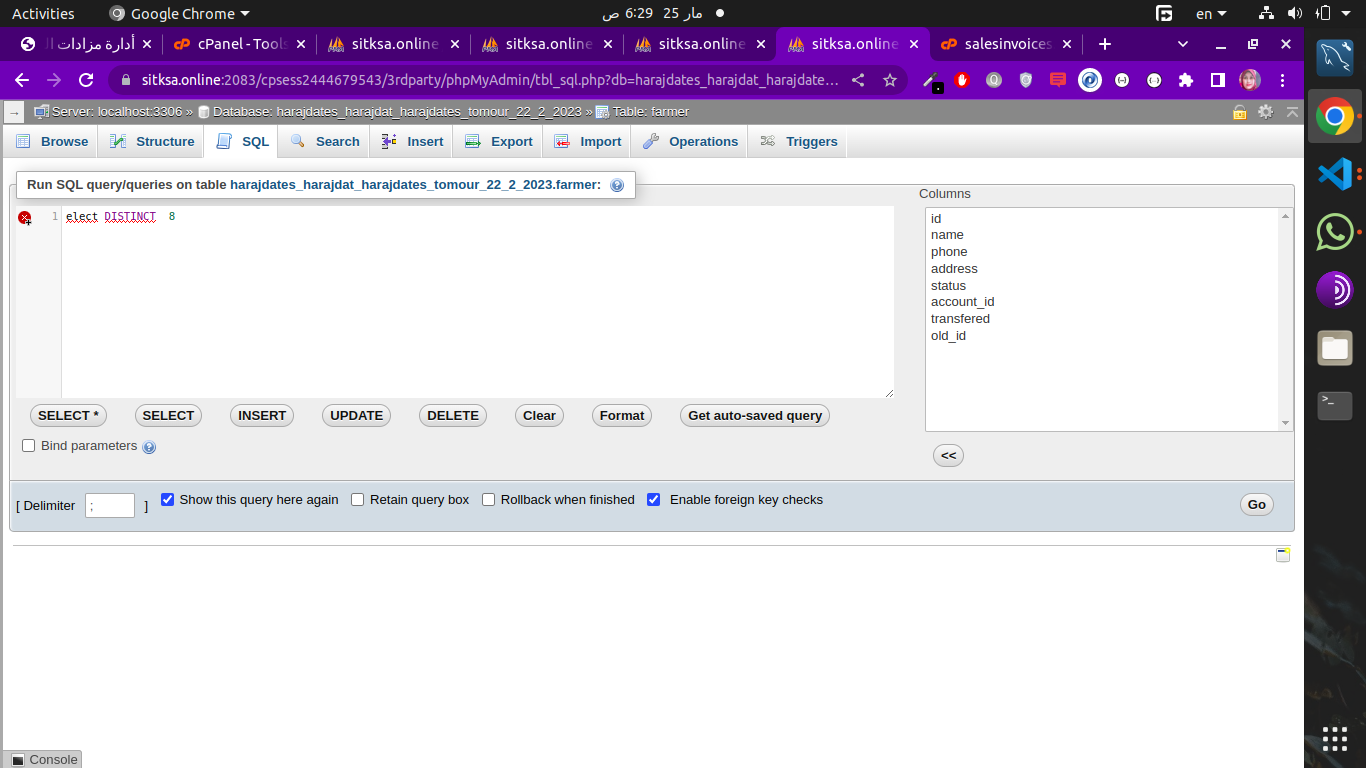 Activities Google Chrome مار 25 6:29 ص en
أدارة مزادات ا cPanel - Tools sitksa.online sitksa.online sitksa.online sitksa.online salesinvoices
sitksa.online:2083/cpsess2444679543/3rdparty/phpMyAdmin/tbl_sql.php?db=harajdates_harajdat_harajdate…
Server: localhost:3306 » Database: harajdates_harajdat_harajdates_tomour_22_2_2023 » Table: farmer
Browse Structure SQL Search Insert Export Import Operations Triggers
Run SQL query/queries on table harajdates_harajdat_harajdates_tomour_22_2_2023.farmer:
1 elect DISTINCT 8
Columns
id
name
phone
address
status
account_id
transfered
old_id
SELECT * SELECT INSERT UPDATE DELETE Clear Format Get auto-saved query
Bind parameters
<<
[ Delimiter ; ] Show this query here again Retain query box Rollback when finished Enable foreign key checks Go
Console